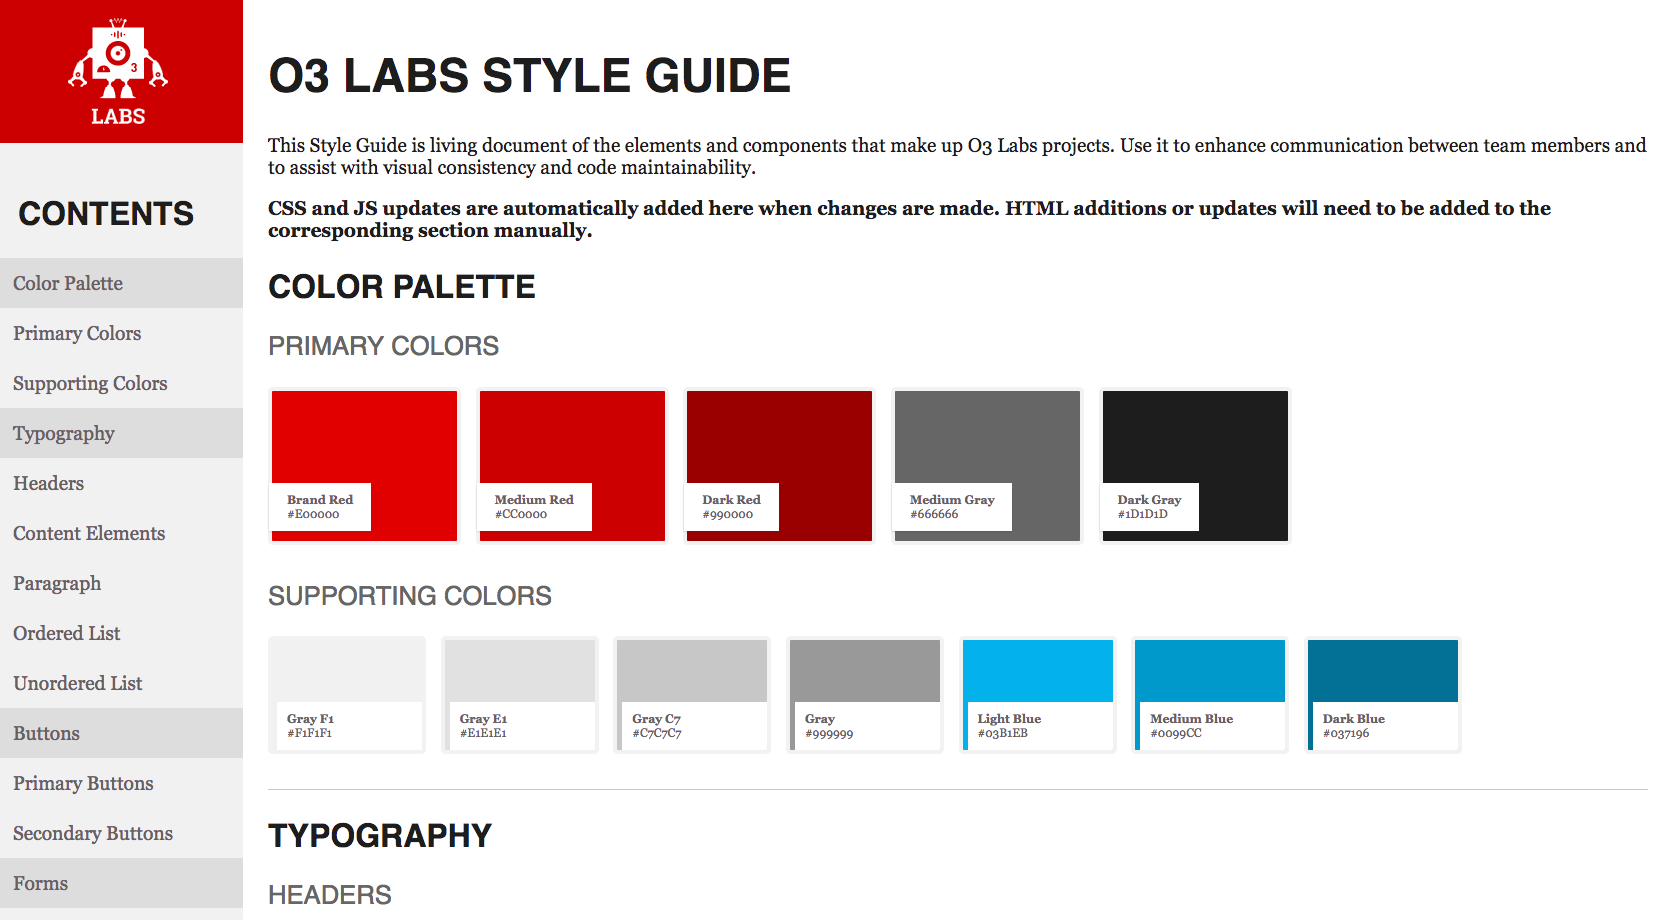 3
LABS
CONTENTS
Color Palette
Primary Colors
Supporting Colors
Typography
Headers
Content Elements
Paragraph
Ordered List
Unordered List
Buttons
Primary Buttons
Secondary Buttons
Forms
O3 LABS STYLE GUIDE
This Style Guide is living document of the elements and components that make up O3 Labs projects. Use it to enhance communication between team members and
to assist with visual consistency and code maintainability.
CSS and JS updates are automatically added here when changes are made. HTML additions or updates will need to be added to the
corresponding section manually.
COLOR PALETTE
PRIMARY COLORS
Brand Red
#E00000
Medium Red
#CC0000
Dark Red
#990000
Medium Gray
#666666
Dark Gray
#1D1D1D
SUPPORTING COLORS
Gray F1
#F1F1F1
Gray E1
#E1E1E1
Gray C7
#C7C7C7
Gray
#999999
Light Blue
#03B1EB
Medium Blue
#0099CC
Dark Blue
#037196
TYPOGRAPHY
HEADERS